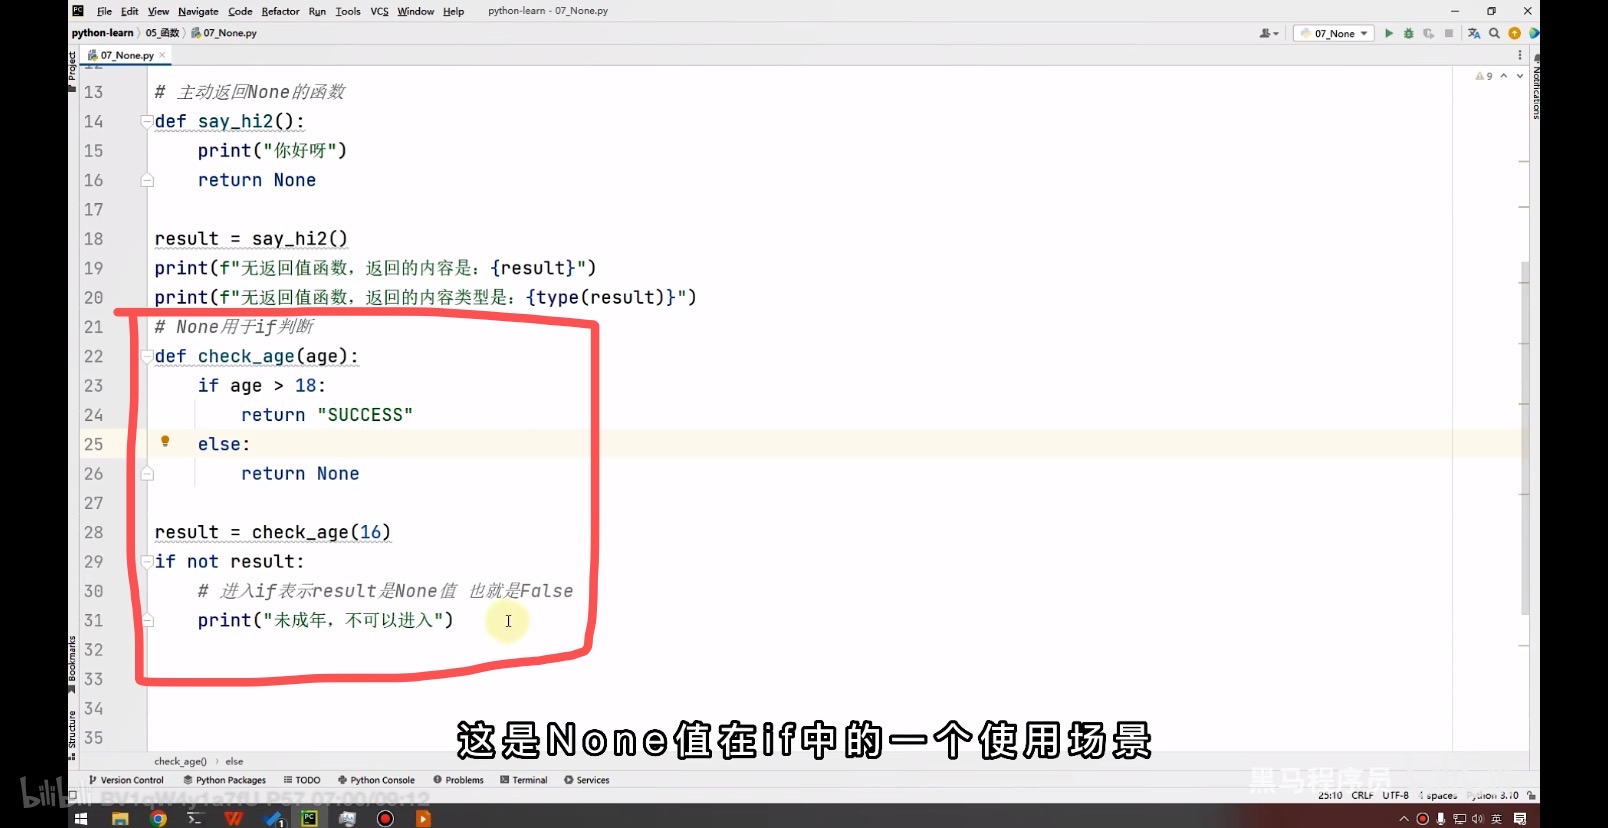 File Edit View Navigate Code Refactor Run Tools VCS Window Help python-learn - 07_None.py
python-learn 05_函数 07_None.py
07_None
07_None.py
Project
Notifications
9
12
13 # 主动返回None的函数
14 def say_hi2():
15 print("你好呀")
16 return None
17
18 result = say_hi2()
19 print(f"无返回值函数，返回的内容是：{result}")
20 print(f"无返回值函数，返回的内容类型是：{type(result)}")
21 # None用于if判断
22 def check_age(age):
23 if age > 18:
24 return "SUCCESS"
25 else:
26 return None
27
28 result = check_age(16)
29 if not result:
30 # 进入if表示result是None值 也就是False
31 print("未成年，不可以进入")
32
33
34
35
Bookmarks
Structure
这是None值在if中的一个使用场景
check_age() else
Version Control Python Packages TODO Python Console Problems Terminal Services
黑马程序员
bilibili BV1qW4y1a7fU P57 07:00/09:12
25:10 CRLF UTF-8 4 spaces Python 3.10
英